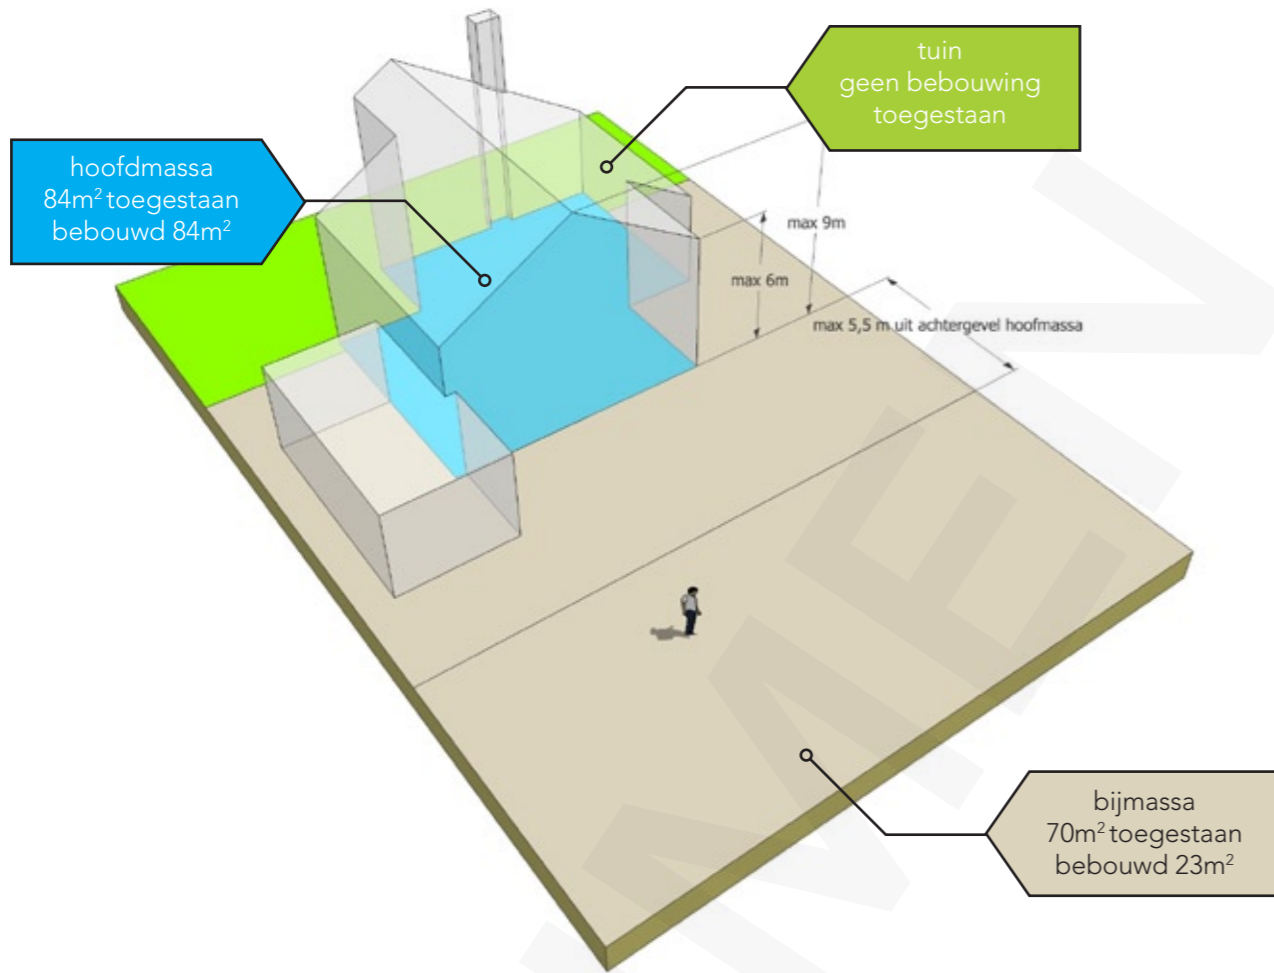 tuin
geen bebouwing
toegestaan
hoofdmassa
84m² toegestaan
bebouwd 84m²
max 9m
max 6m
max 5,5 m uit achtergevel hoofmassa
bijmassa
70m² toegestaan
bebouwd 23m²